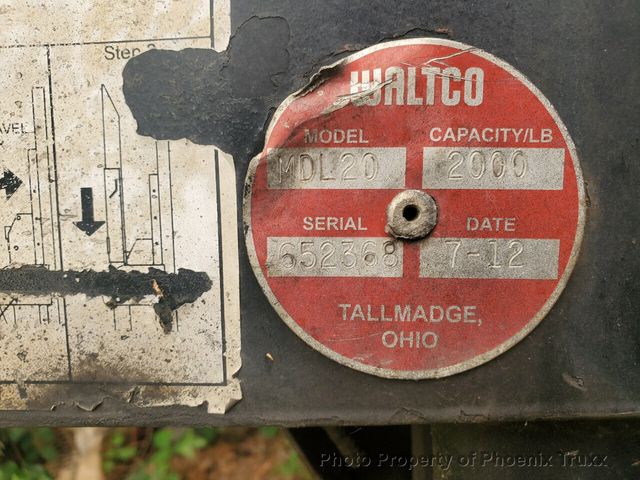 Step
AVEL
WALTCO
MODEL CAPACITY/LB
MDL20 2000
SERIAL DATE
652368 7-12
TALLMADGE,
OHIO
Photo Property of Phoenix Truxx